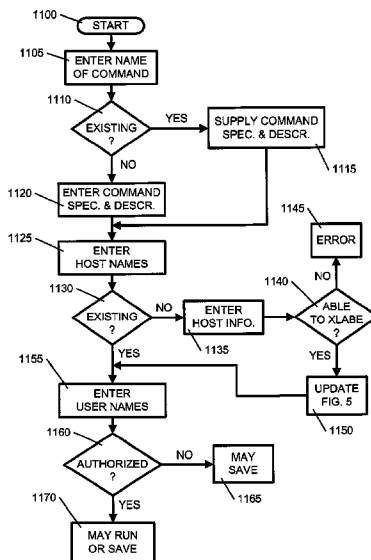 1100
START
1105
ENTER NAME
OF COMMAND
1110
EXISTING
?
YES
SUPPLY COMMAND
SPEC. & DESCR.
1115
NO
1120
ENTER COMMAND
SPEC. & DESCR.
1125
ENTER
HOST NAMES
1130
EXISTING
?
NO
ENTER
HOST INFO.
1135
1145
ERROR
NO
1140
ABLE
TO XLABE
?
YES
UPDATE
FIG. 5
1150
YES
1155
ENTER
USER NAMES
1160
AUTHORIZED
?
NO
MAY
SAVE
1165
YES
1170
MAY RUN
OR SAVE